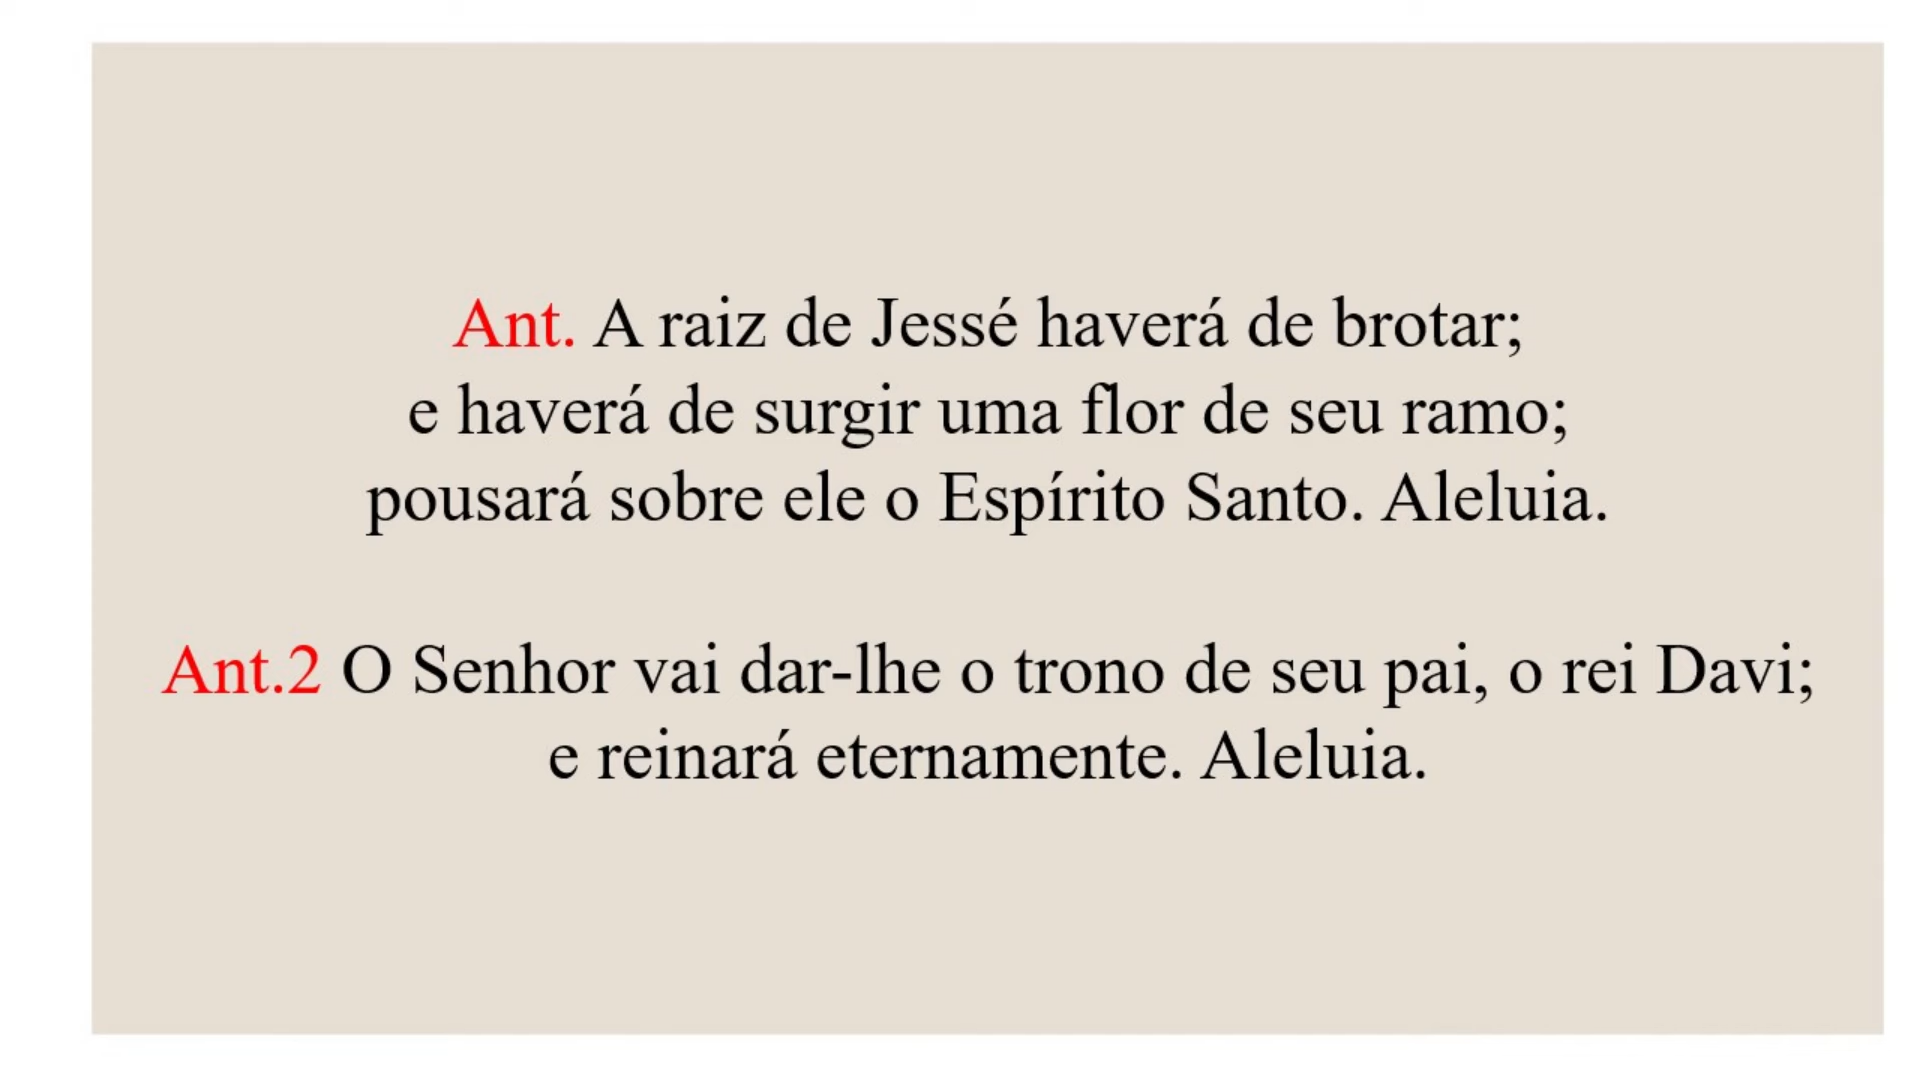 Ant. A raiz de Jessé haverá de brotar;
e haverá de surgir uma flor de seu ramo;
pousará sobre ele o Espírito Santo. Aleluia.
Ant.2 O Senhor vai dar-lhe o trono de seu pai, o rei Davi;
e reinará eternamente. Aleluia.